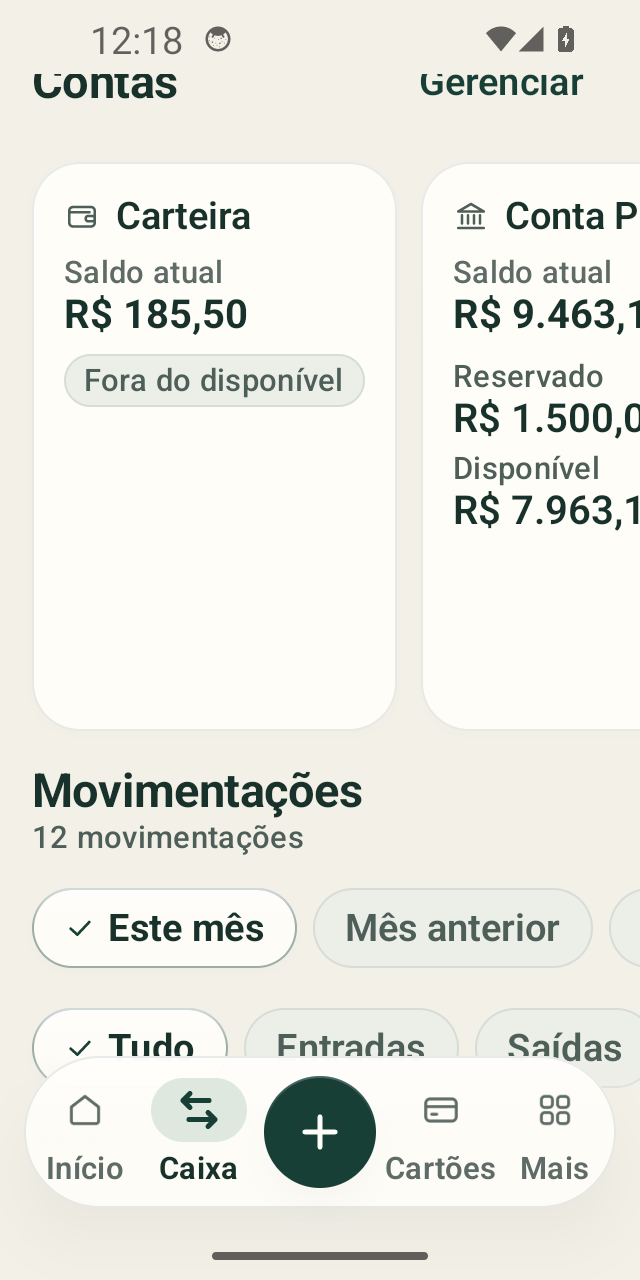 12:18
Contas
Gerenciar
Carteira
Saldo atual
R$ 185,50
Fora do disponível
Conta P
Saldo atual
R$ 9.463,1
Reservado
R$ 1.500,0
Disponível
R$ 7.963,1
Movimentações
12 movimentações
Este mês
Mês anterior
Tudo
Entradas
Saídas
Início
Caixa
Cartões
Mais